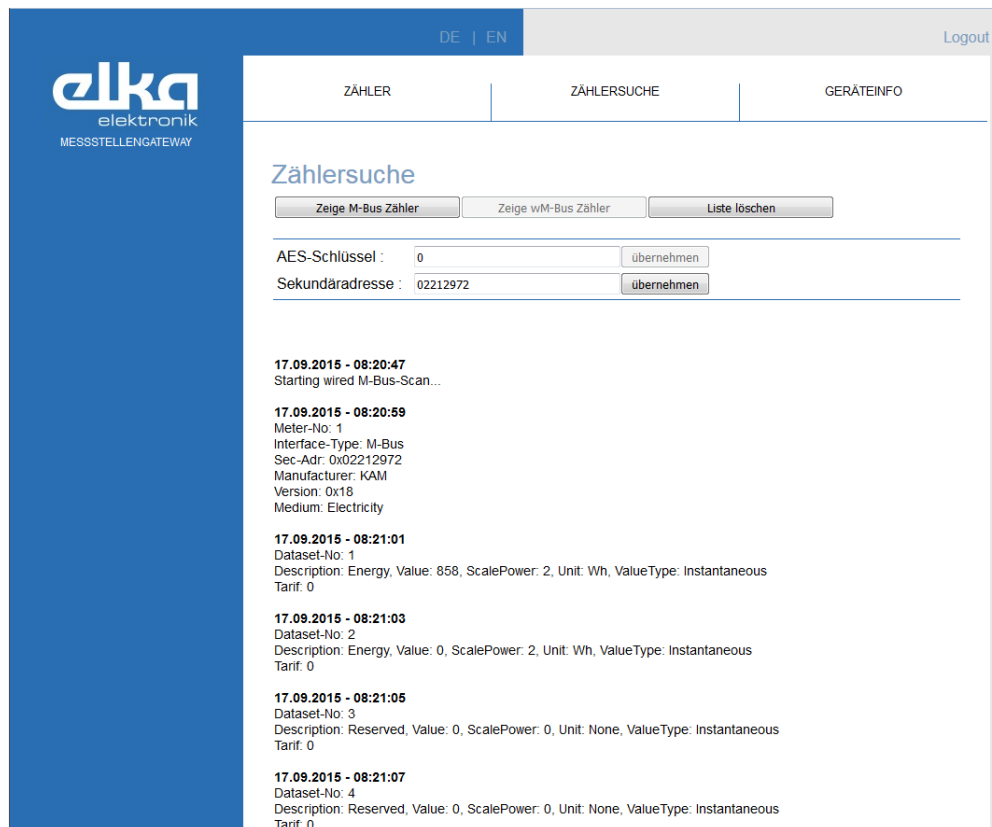 DE | EN
Logout
elka
elektronik
MESSSTELLENGATEWAY
ZÄHLER
ZÄHLERSUCHE
GERÄTEINFO
Zählersuche
Zeige M-Bus Zähler
Zeige wM-Bus Zähler
Liste löschen
AES-Schlüssel : 0 übernehmen
Sekundäradresse : 02212972 übernehmen
17.09.2015 - 08:20:47
Starting wired M-Bus-Scan...
17.09.2015 - 08:20:59
Meter-No: 1
Interface-Type: M-Bus
Sec-Adr: 0x02212972
Manufacturer: KAM
Version: 0x18
Medium: Electricity
17.09.2015 - 08:21:01
Dataset-No: 1
Description: Energy, Value: 858, ScalePower: 2, Unit: Wh, ValueType: Instantaneous
Tarif: 0
17.09.2015 - 08:21:03
Dataset-No: 2
Description: Energy, Value: 0, ScalePower: 2, Unit: Wh, ValueType: Instantaneous
Tarif: 0
17.09.2015 - 08:21:05
Dataset-No: 3
Description: Reserved, Value: 0, ScalePower: 0, Unit: None, ValueType: Instantaneous
Tarif: 0
17.09.2015 - 08:21:07
Dataset-No: 4
Description: Reserved, Value: 0, ScalePower: 0, Unit: None, ValueType: Instantaneous
Tarif: 0